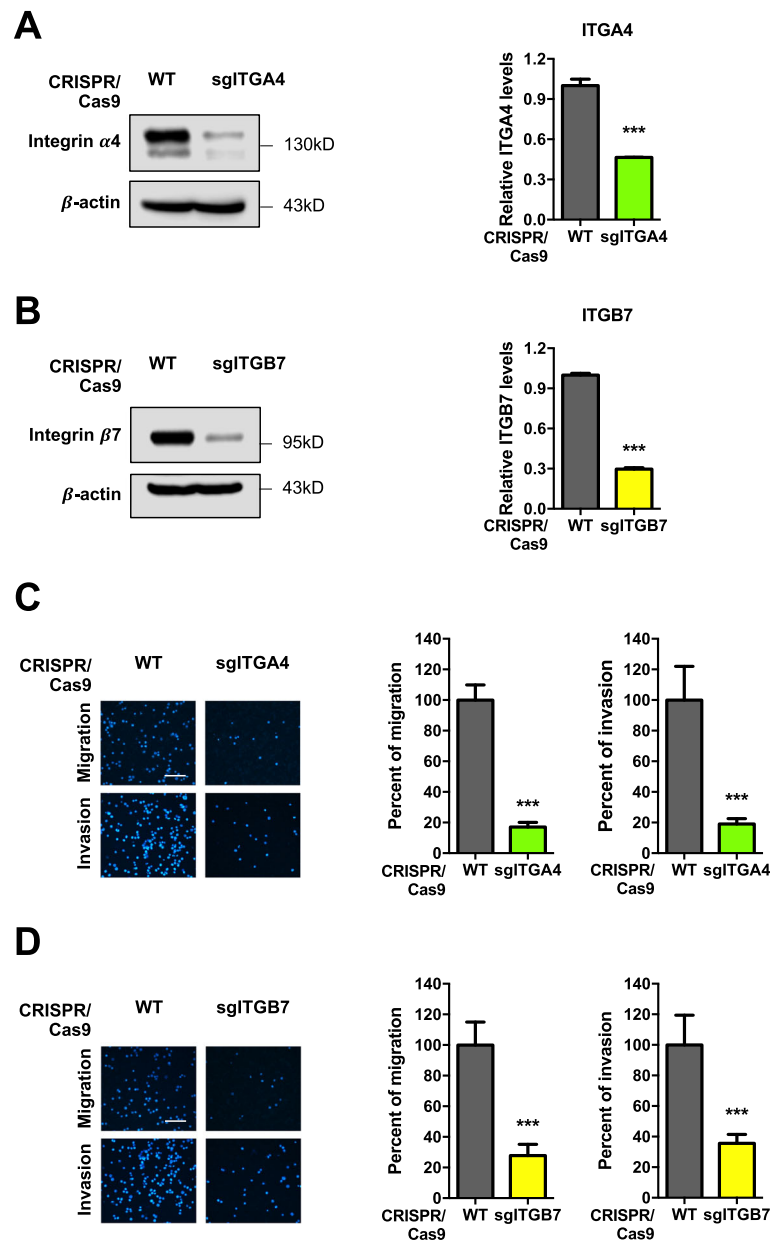 A
CRISPR/
Cas9
WT
sgITGA4
Integrin α4
130kD
β-actin
43kD
ITGA4
Relative ITGA4 levels
1.2
0.9
0.6
0.3
0.0
***
CRISPR/
Cas9
WT
sgITGA4
B
CRISPR/
Cas9
WT
sgITGB7
Integrin β7
95kD
β-actin
43kD
ITGB7
Relative ITGB7 levels
1.2
0.9
0.6
0.3
0.0
***
CRISPR/
Cas9
WT
sgITGB7
C
CRISPR/
Cas9
WT
sgITGA4
Migration
Invasion
Percent of migration
140
120
100
80
60
40
20
0
***
CRISPR/
Cas9
WT
sgITGA4
Percent of invasion
140
120
100
80
60
40
20
0
***
CRISPR/
Cas9
WT
sgITGA4
D
CRISPR/
Cas9
WT
sgITGB7
Migration
Invasion
Percent of migration
140
120
100
80
60
40
20
0
***
CRISPR/
Cas9
WT
sgITGB7
Percent of invasion
140
120
100
80
60
40
20
0
***
CRISPR/
Cas9
WT
sgITGB7